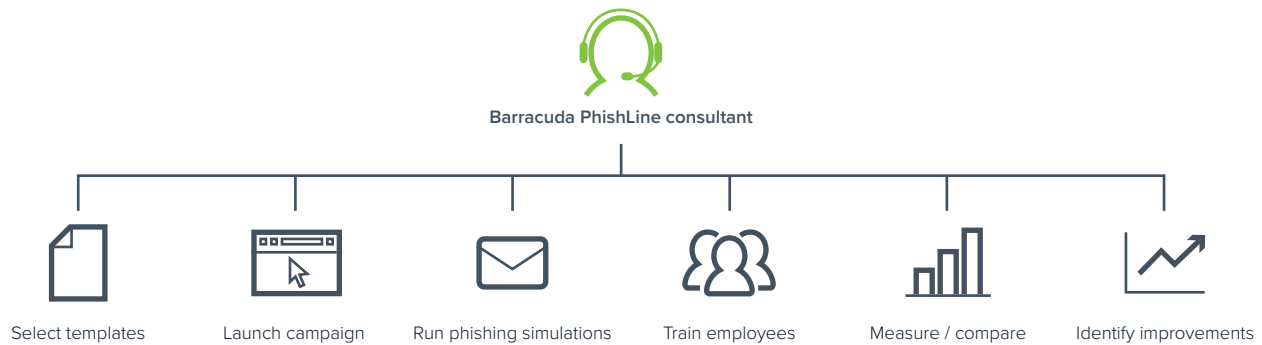 Barracuda PhishLine consultant
Select templates
Launch campaign
Run phishing simulations
Train employees
Measure / compare
Identify improvements